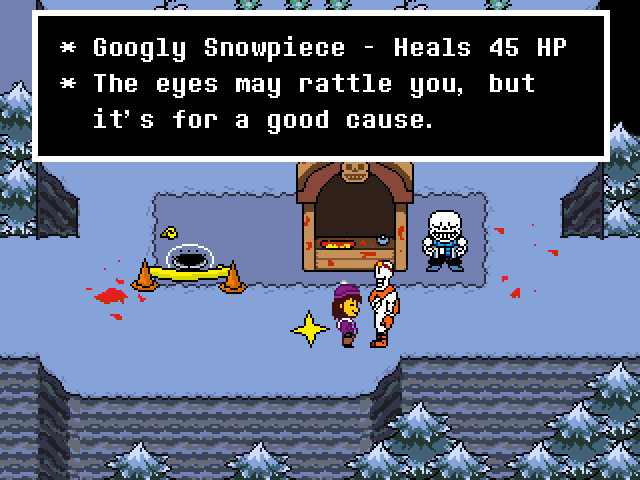 * Googly Snowpiece - Heals 45 HP
* The eyes may rattle you, but
it's for a good cause.